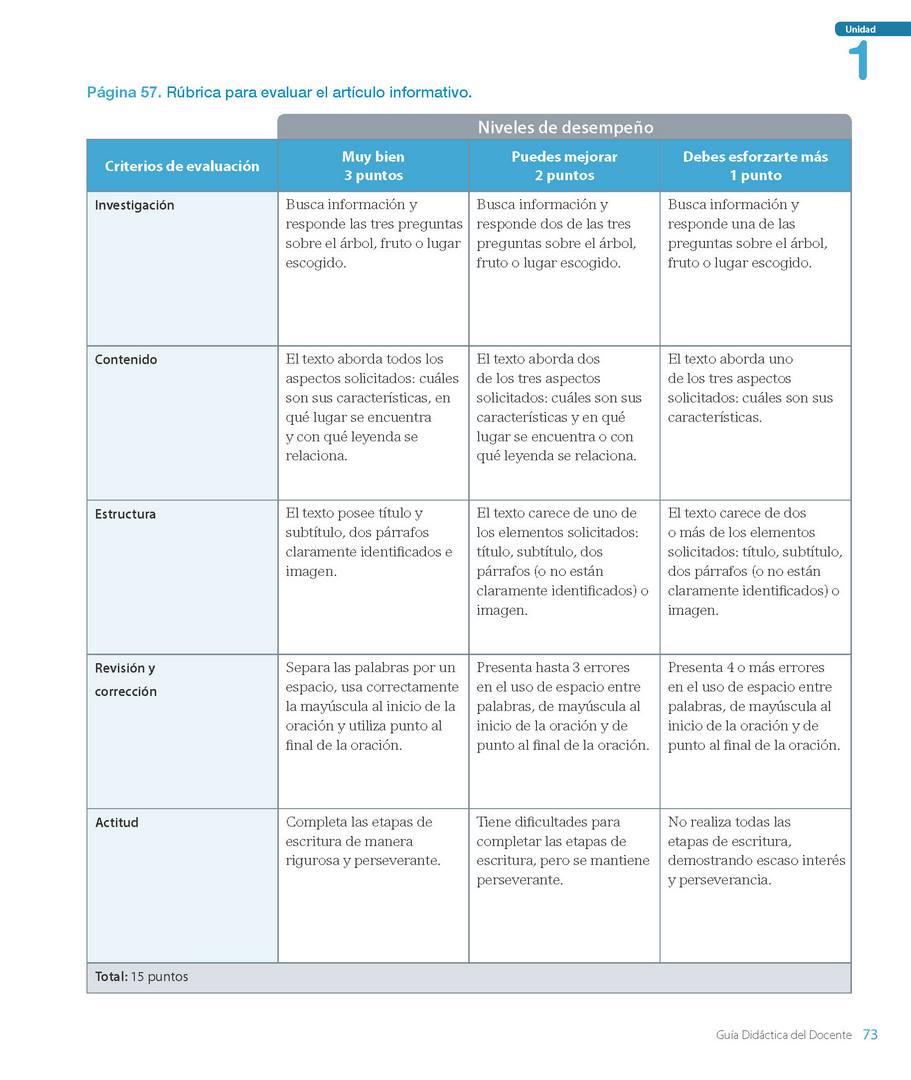 Unidad
1
Página 57. Rúbrica para evaluar el artículo informativo.
Niveles de desempeño
Criterios de evaluación
Muy bien
3 puntos
Puedes mejorar
2 puntos
Debes esforzarte más
1 punto
Investigación
Busca información y
responde las tres preguntas
sobre el árbol, fruto o lugar
escogido.
Busca información y
responde dos de las tres
preguntas sobre el árbol,
fruto o lugar escogido.
Busca información y
responde una de las
preguntas sobre el árbol,
fruto o lugar escogido.
Contenido
El texto aborda todos los
aspectos solicitados: cuáles
son sus características, en
qué lugar se encuentra
y con qué leyenda se
relaciona.
El texto aborda dos
de los tres aspectos
solicitados: cuáles son sus
características y en qué
lugar se encuentra o con
qué leyenda se relaciona.
El texto aborda uno
de los tres aspectos
solicitados: cuáles son sus
características.
Estructura
El texto posee título y
subtítulo, dos párrafos
claramente identificados e
imagen.
El texto carece de uno de
los elementos solicitados:
título, subtítulo, dos
párrafos (o no están
claramente identificados) o
imagen.
El texto carece de dos
o más de los elementos
solicitados: título, subtítulo,
dos párrafos (o no están
claramente identificados) o
imagen.
Revisión y
corrección
Separa las palabras por un
espacio, usa correctamente
la mayúscula al inicio de la
oración y utiliza punto al
final de la oración.
Presenta hasta 3 errores
en el uso de espacio entre
palabras, de mayúscula al
inicio de la oración y de
punto al final de la oración.
Presenta 4 o más errores
en el uso de espacio entre
palabras, de mayúscula al
inicio de la oración y de
punto al final de la oración.
Actitud
Completa las etapas de
escritura de manera
rigurosa y perseverante.
Tiene dificultades para
completar las etapas de
escritura, pero se mantiene
perseverante.
No realiza todas las
etapas de escritura,
demostrando escaso interés
y perseverancia.
Total: 15 puntos
Guía Didáctica del Docente 73